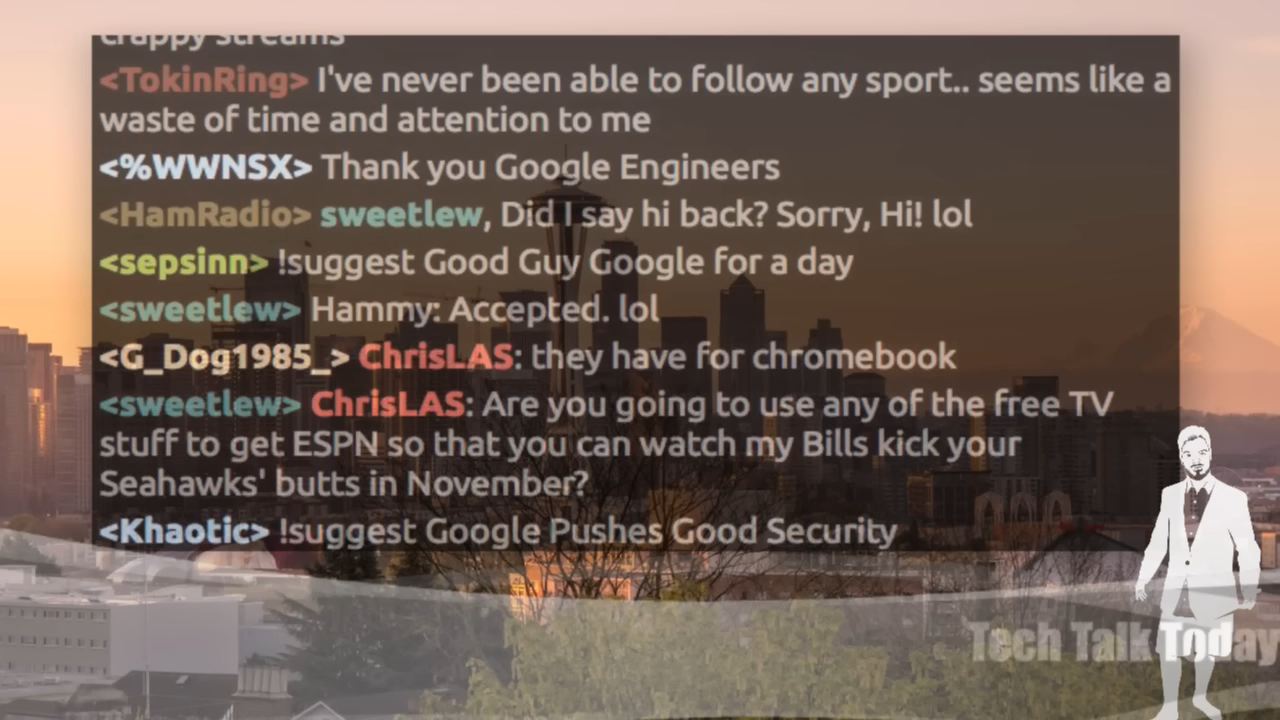 crappy streams
<TokinRing> I've never been able to follow any sport.. seems like a
waste of time and attention to me
<%WWNSX> Thank you Google Engineers
<HamRadio> sweetlew, Did I say hi back? Sorry, Hi! lol
<sepsinn> !suggest Good Guy Google for a day
<sweetlew> Hammy: Accepted. lol
<G_Dog1985_> ChrisLAS: they have for chromebook
<sweetlew> ChrisLAS: Are you going to use any of the free TV
stuff to get ESPN so that you can watch my Bills kick your
Seahawks' butts in November?
<Khaotic> !suggest Google Pushes Good Security
Tech Talk Today